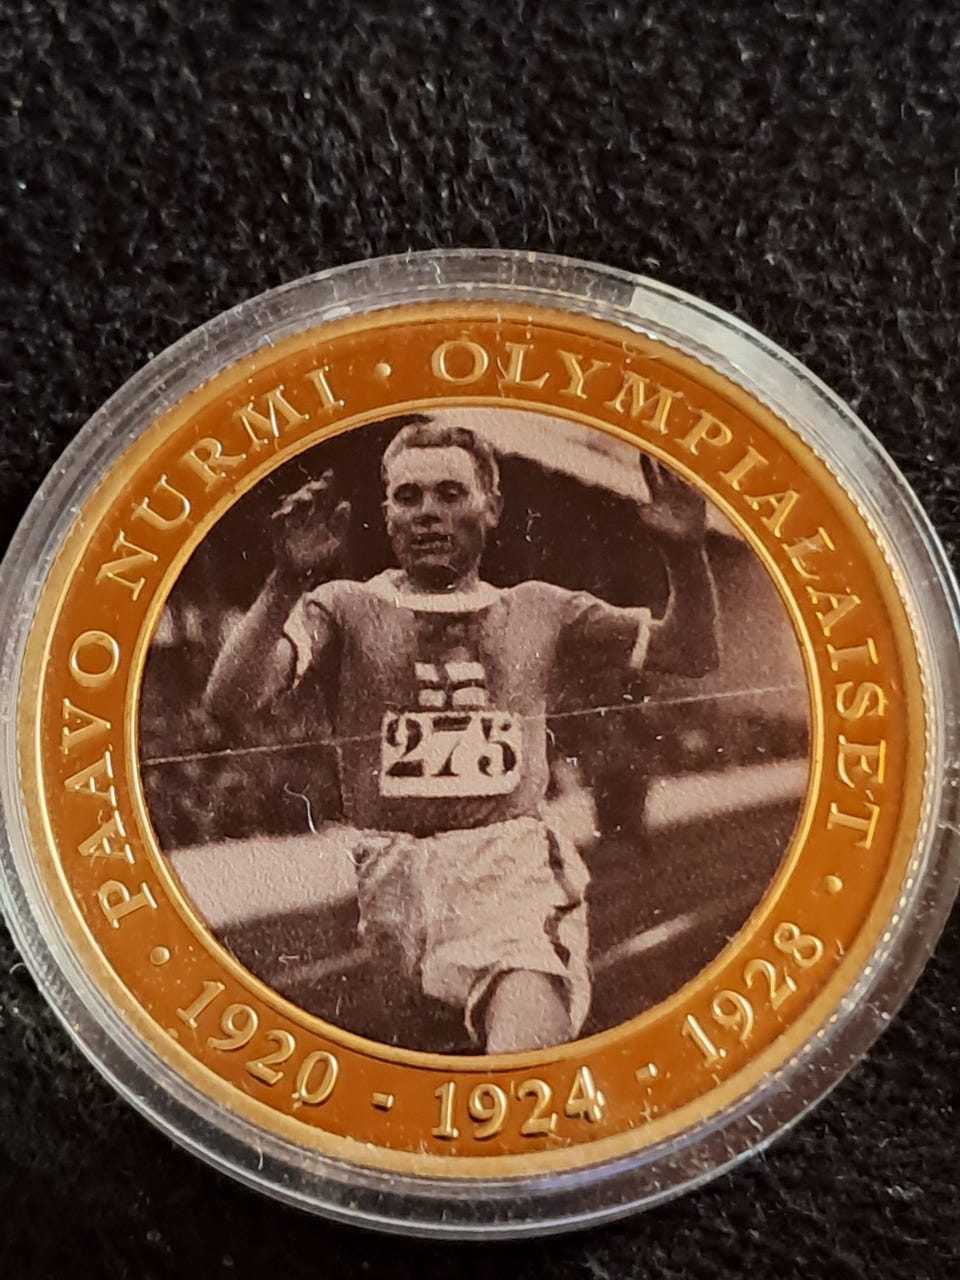 PAAVO NURMI · OLYMPIALAISET ·
1920 - 1924 - 1928 ·
275